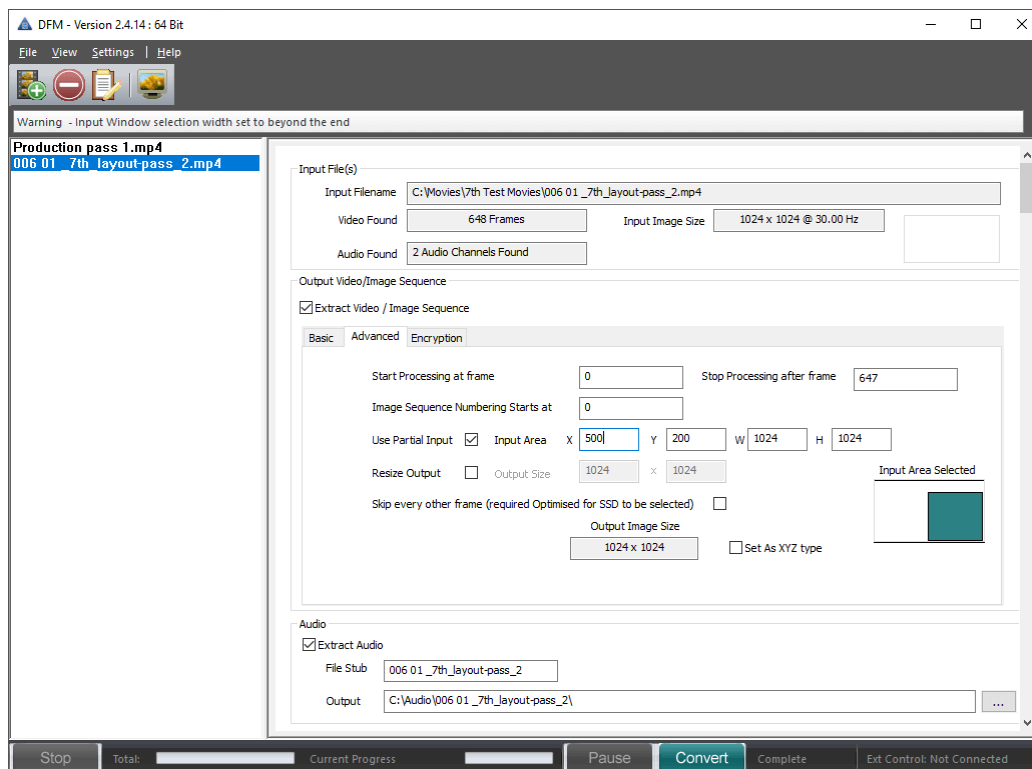 DFM - Version 2.4.14 : 64 Bit
File View Settings | Help
Warning - Input Window selection width set to beyond the end
Production pass 1.mp4
006 01 _7th_layout-pass_2.mp4
Input File(s)
Input Filename C:\Movies\7th Test Movies\006 01 _7th_layout-pass_2.mp4
Video Found 648 Frames Input Image Size 1024 x 1024 @ 30.00 Hz
Audio Found 2 Audio Channels Found
Output Video/Image Sequence
Extract Video / Image Sequence
Basic Advanced Encryption
Start Processing at frame 0 Stop Processing after frame 647
Image Sequence Numbering Starts at 0
Use Partial Input Input Area X 500 Y 200 W 1024 H 1024
Resize Output Output Size 1024 x 1024 Input Area Selected
Skip every other frame (required Optimised for SSD to be selected)
Output Image Size
1024 x 1024 Set As XYZ type
Audio
Extract Audio
File Stub 006 01 _7th_layout-pass_2
Output C:\Audio\006 01 _7th_layout-pass_2\ ...
Stop Total: Current Progress Pause Convert Complete Ext Control: Not Connected